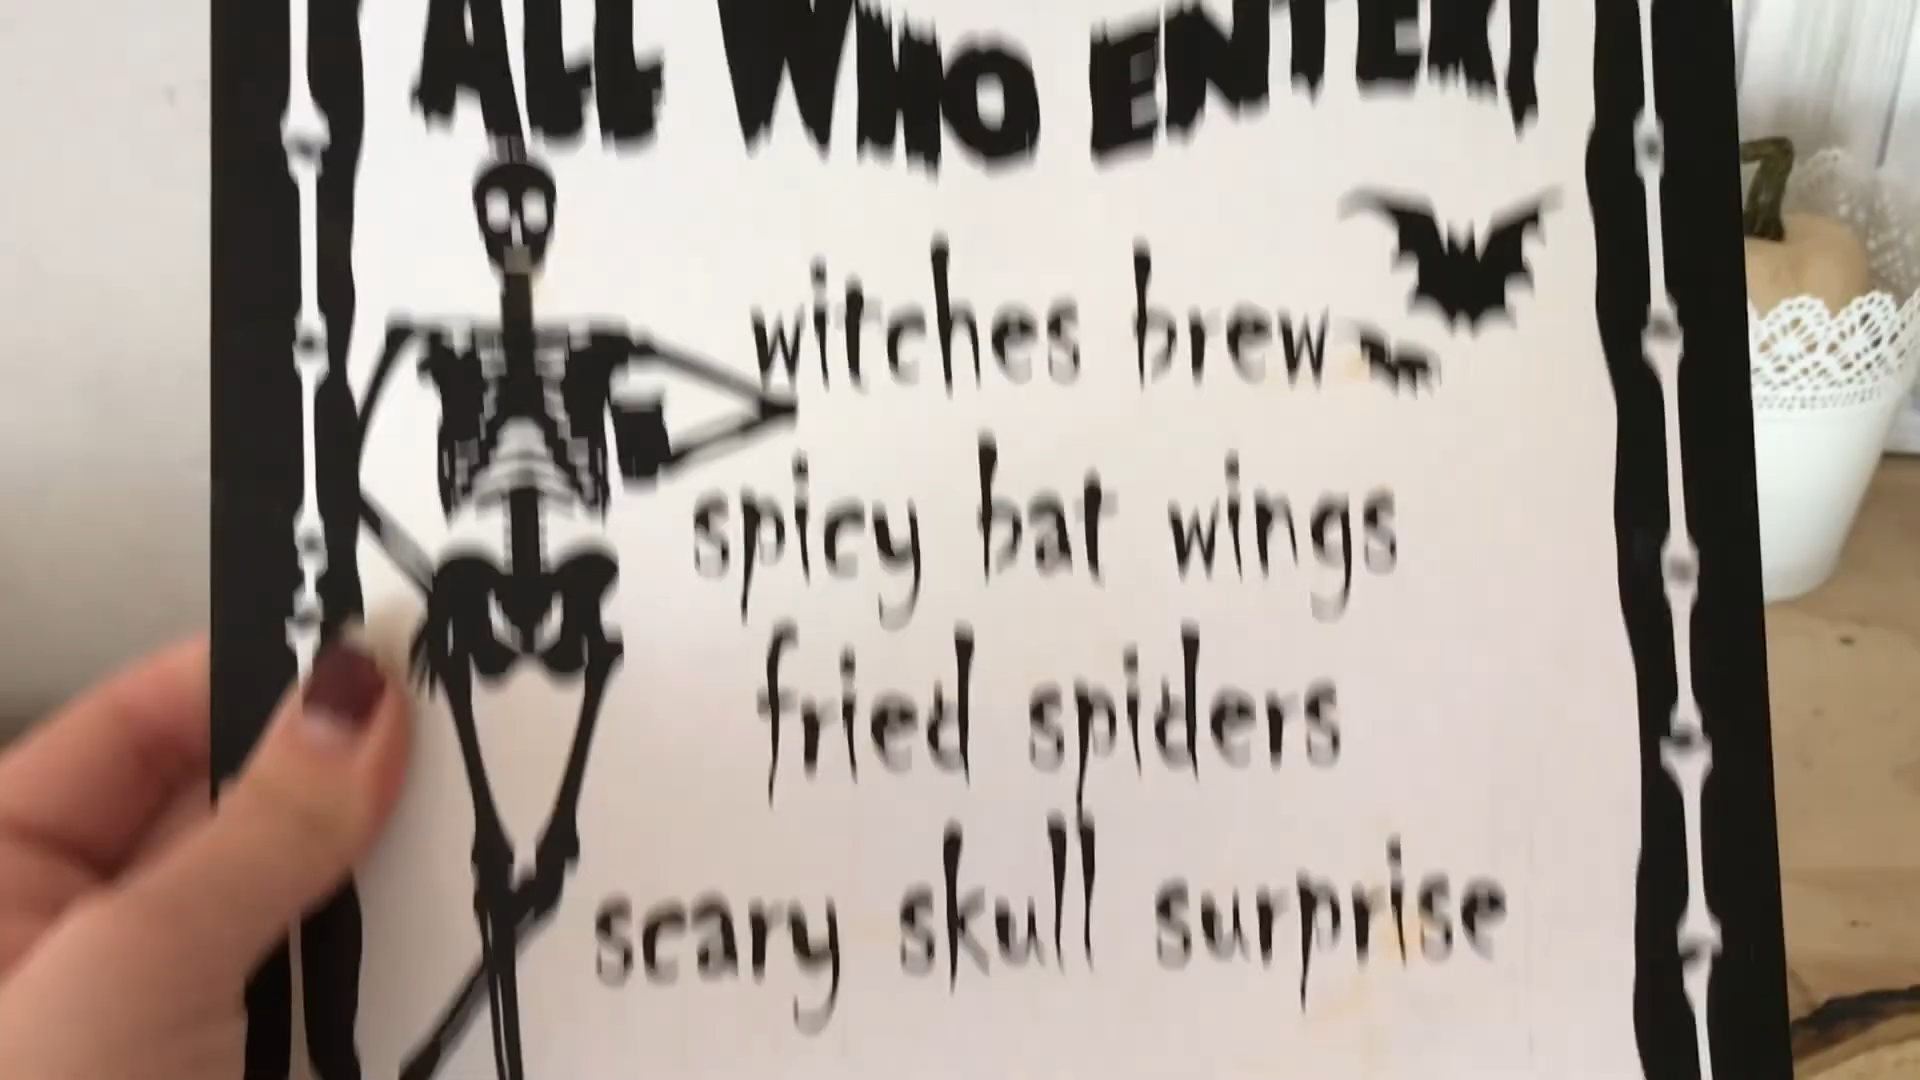 ALL WHO ENTER!
witches brew
spicy bat wings
fried spiders
scary skull surprise